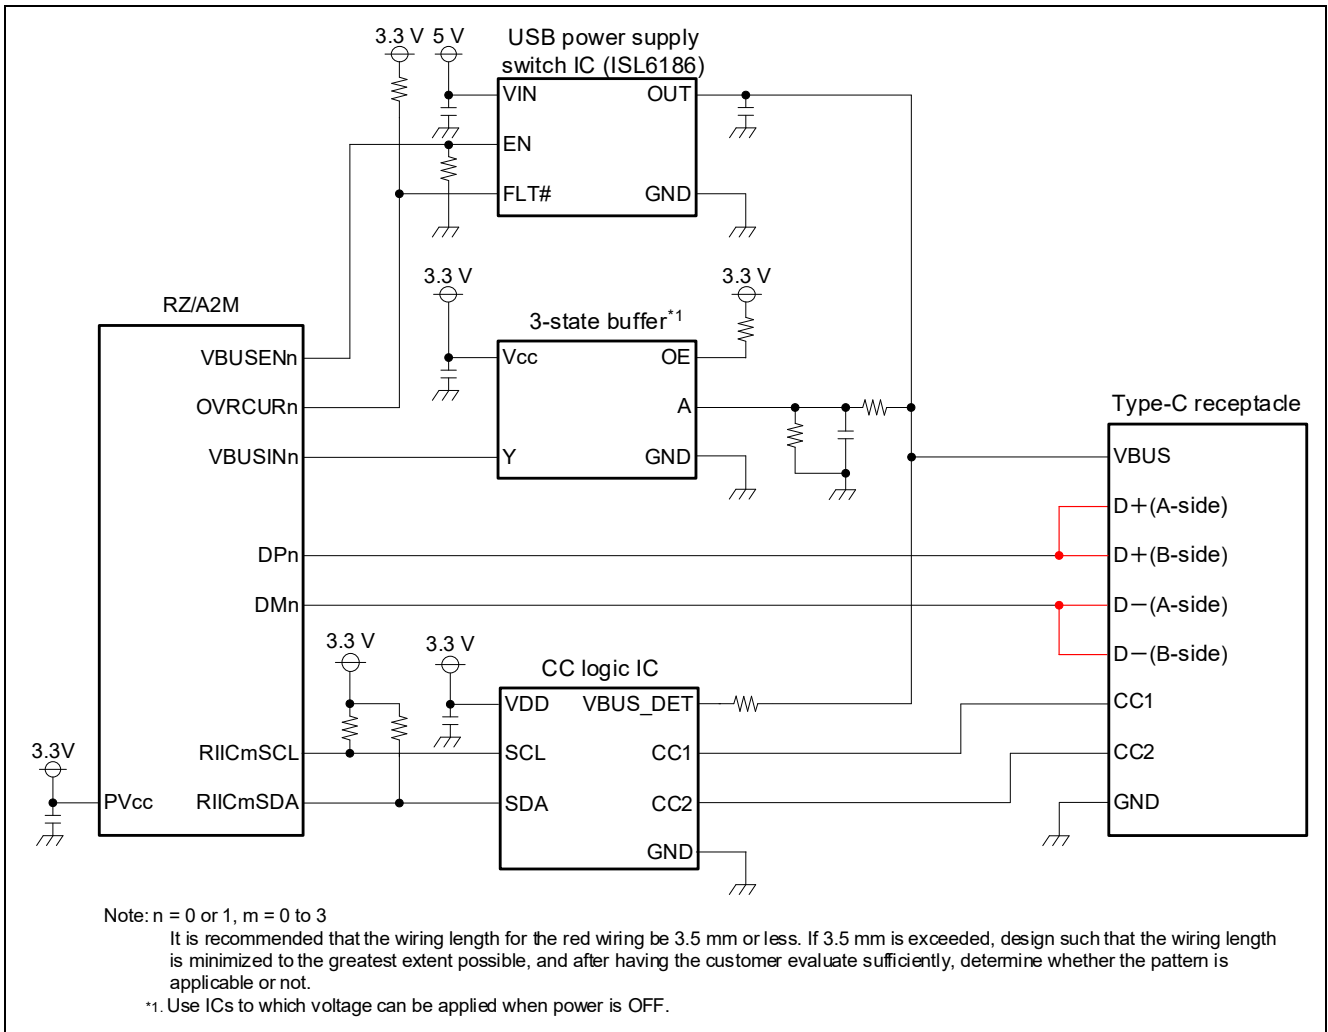 3.3 V 5 V
USB power supply
switch IC (ISL6186)
VIN OUT
EN
FLT# GND
3.3 V 3.3 V
RZ/A2M
3-state buffer*1
VBUSENn Vcc OE
OVRCURn A
Type-C receptacle
VBUSINn Y GND VBUS
D+(A-side)
DPn D+(B-side)
DMn D−(A-side)
3.3 V 3.3 V D−(B-side)
CC logic IC
VDD VBUS_DET CC1
3.3V RIICmSCL SCL CC1 CC2
PVcc RIICmSDA SDA CC2 GND
GND
Note: n = 0 or 1, m = 0 to 3
It is recommended that the wiring length for the red wiring be 3.5 mm or less. If 3.5 mm is exceeded, design such that the wiring length
is minimized to the greatest extent possible, and after having the customer evaluate sufficiently, determine whether the pattern is
applicable or not.
*1. Use ICs to which voltage can be applied when power is OFF.